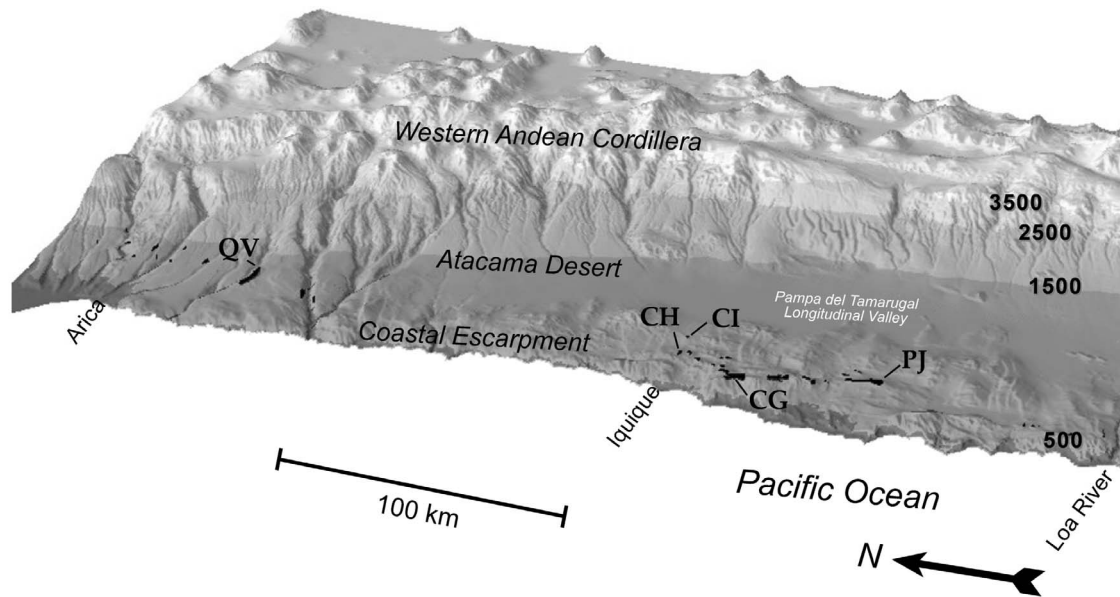 Western Andean Cordillera
3500
2500
QV
Atacama Desert
1500
Pampa del Tamarugal
Longitudinal Valley
Arica
Coastal Escarpment
CH
CI
PJ
CG
Iquique
500
100 km
Pacific Ocean
Loa River
N